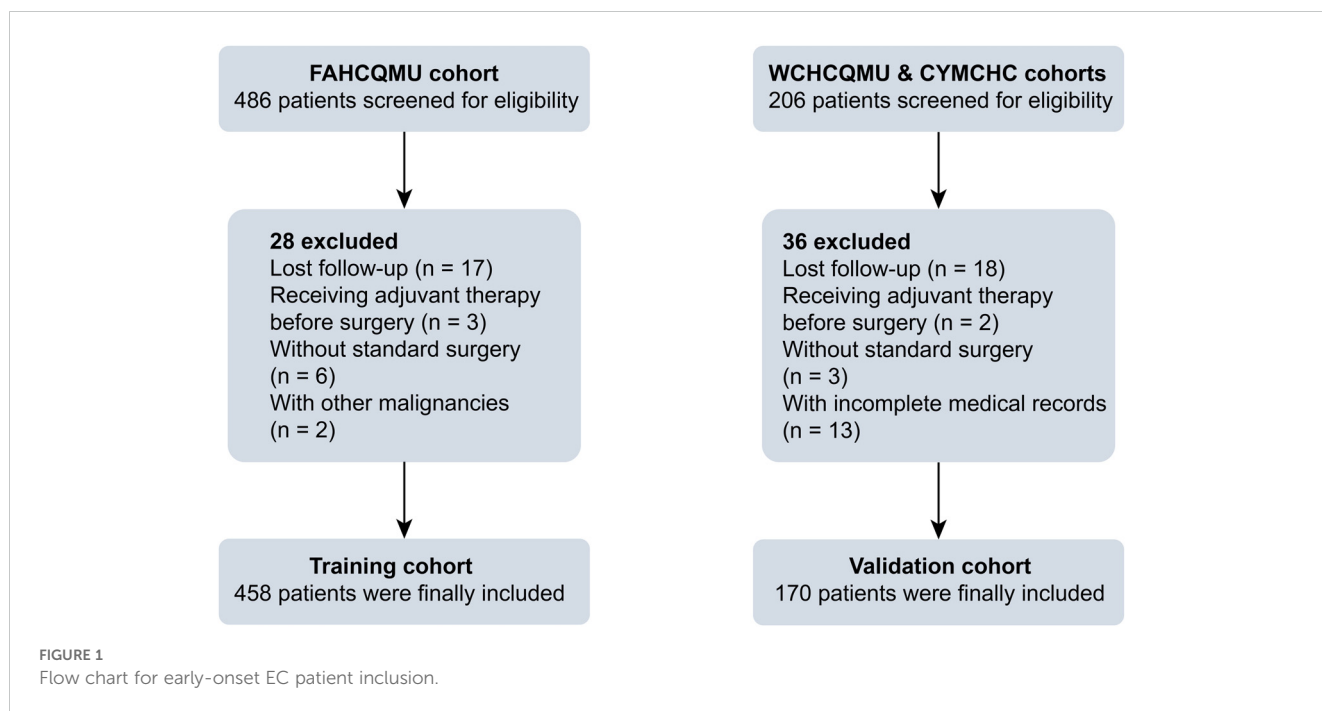 FAHCQMU cohort
486 patients screened for eligibility
28 excluded
Lost follow-up (n = 17)
Receiving adjuvant therapy
before surgery (n = 3)
Without standard surgery
(n = 6)
With other malignancies
(n = 2)
Training cohort
458 patients were finally included
WCHCQMU & CYMCHC cohorts
206 patients screened for eligibility
36 excluded
Lost follow-up (n = 18)
Receiving adjuvant therapy
before surgery (n = 2)
Without standard surgery
(n = 3)
With incomplete medical records
(n = 13)
Validation cohort
170 patients were finally included
FIGURE 1
Flow chart for early-onset EC patient inclusion.